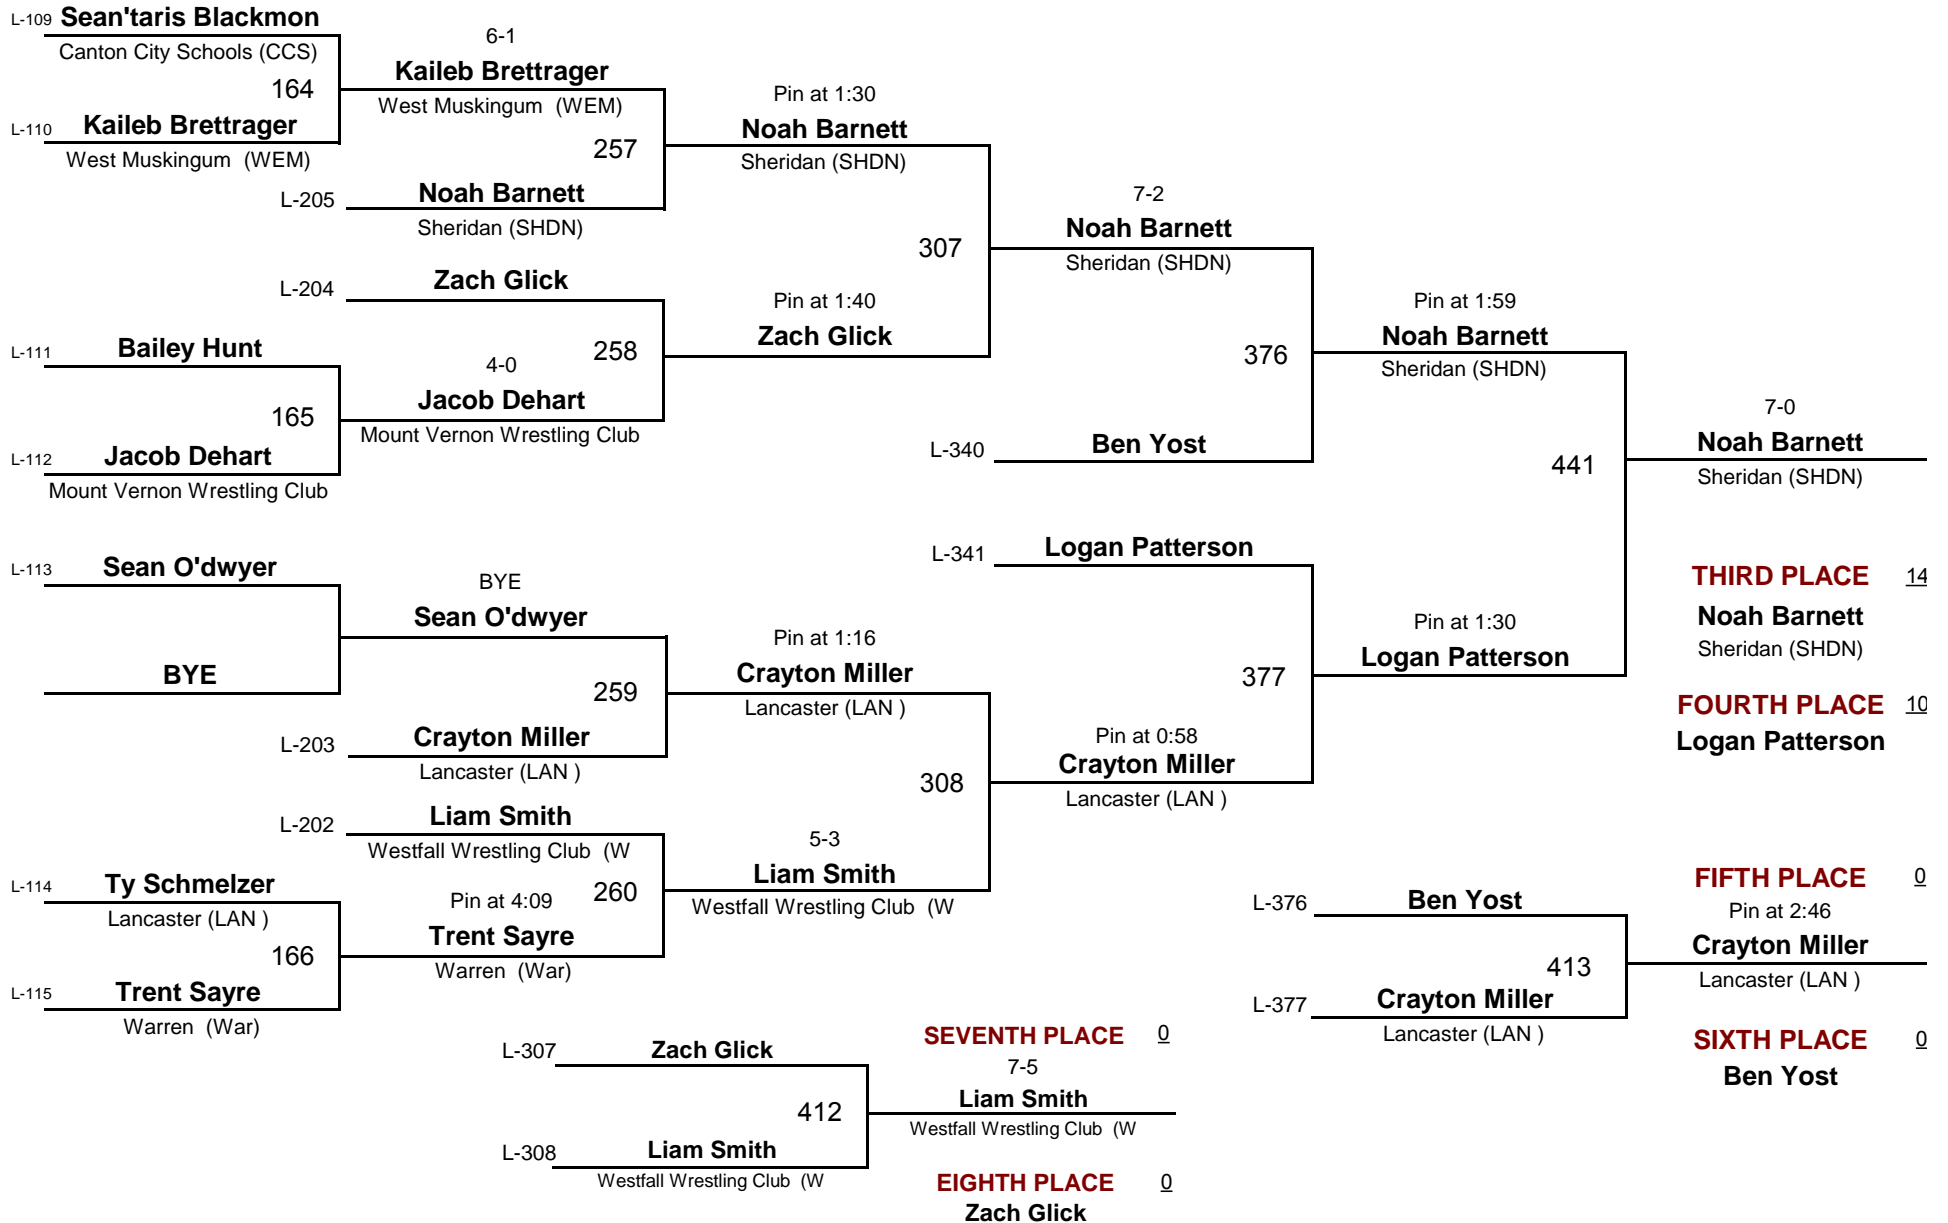 L-109 Sean'taris Blackmon
Canton City Schools (CCS)
6-1
164
Kaileb Brettrager
West Muskingum (WEM)
L-110 Kaileb Brettrager
West Muskingum (WEM)
Pin at 1:30
257
Noah Barnett
Sheridan (SHDN)
L-205 Noah Barnett
Sheridan (SHDN)
7-2
307
Noah Barnett
Sheridan (SHDN)
L-204 Zach Glick
Pin at 1:40
Zach Glick
258
L-111 Bailey Hunt
4-0
165
Jacob Dehart
Mount Vernon Wrestling Club
L-112 Jacob Dehart
Mount Vernon Wrestling Club
Pin at 1:59
376
Noah Barnett
Sheridan (SHDN)
L-340 Ben Yost
7-0
441
Noah Barnett
Sheridan (SHDN)
L-113 Sean O'dwyer
BYE
Sean O'dwyer
BYE
L-341 Logan Patterson
THIRD PLACE 14
Noah Barnett
Sheridan (SHDN)
Pin at 1:16
259
Crayton Miller
Lancaster (LAN )
Pin at 1:30
377
Logan Patterson
FOURTH PLACE 10
Logan Patterson
L-203 Crayton Miller
Lancaster (LAN )
Pin at 0:58
308
Crayton Miller
Lancaster (LAN )
L-202 Liam Smith
Westfall Wrestling Club (W
5-3
260
Liam Smith
Westfall Wrestling Club (W
L-114 Ty Schmelzer
Lancaster (LAN )
Pin at 4:09
166
Trent Sayre
Warren (War)
L-115 Trent Sayre
Warren (War)
L-376 Ben Yost
FIFTH PLACE 0
Pin at 2:46
413
Crayton Miller
Lancaster (LAN )
L-377 Crayton Miller
Lancaster (LAN )
SIXTH PLACE 0
Ben Yost
L-307 Zach Glick
SEVENTH PLACE 0
7-5
412
Liam Smith
Westfall Wrestling Club (W
L-308 Liam Smith
Westfall Wrestling Club (W
EIGHTH PLACE 0
Zach Glick